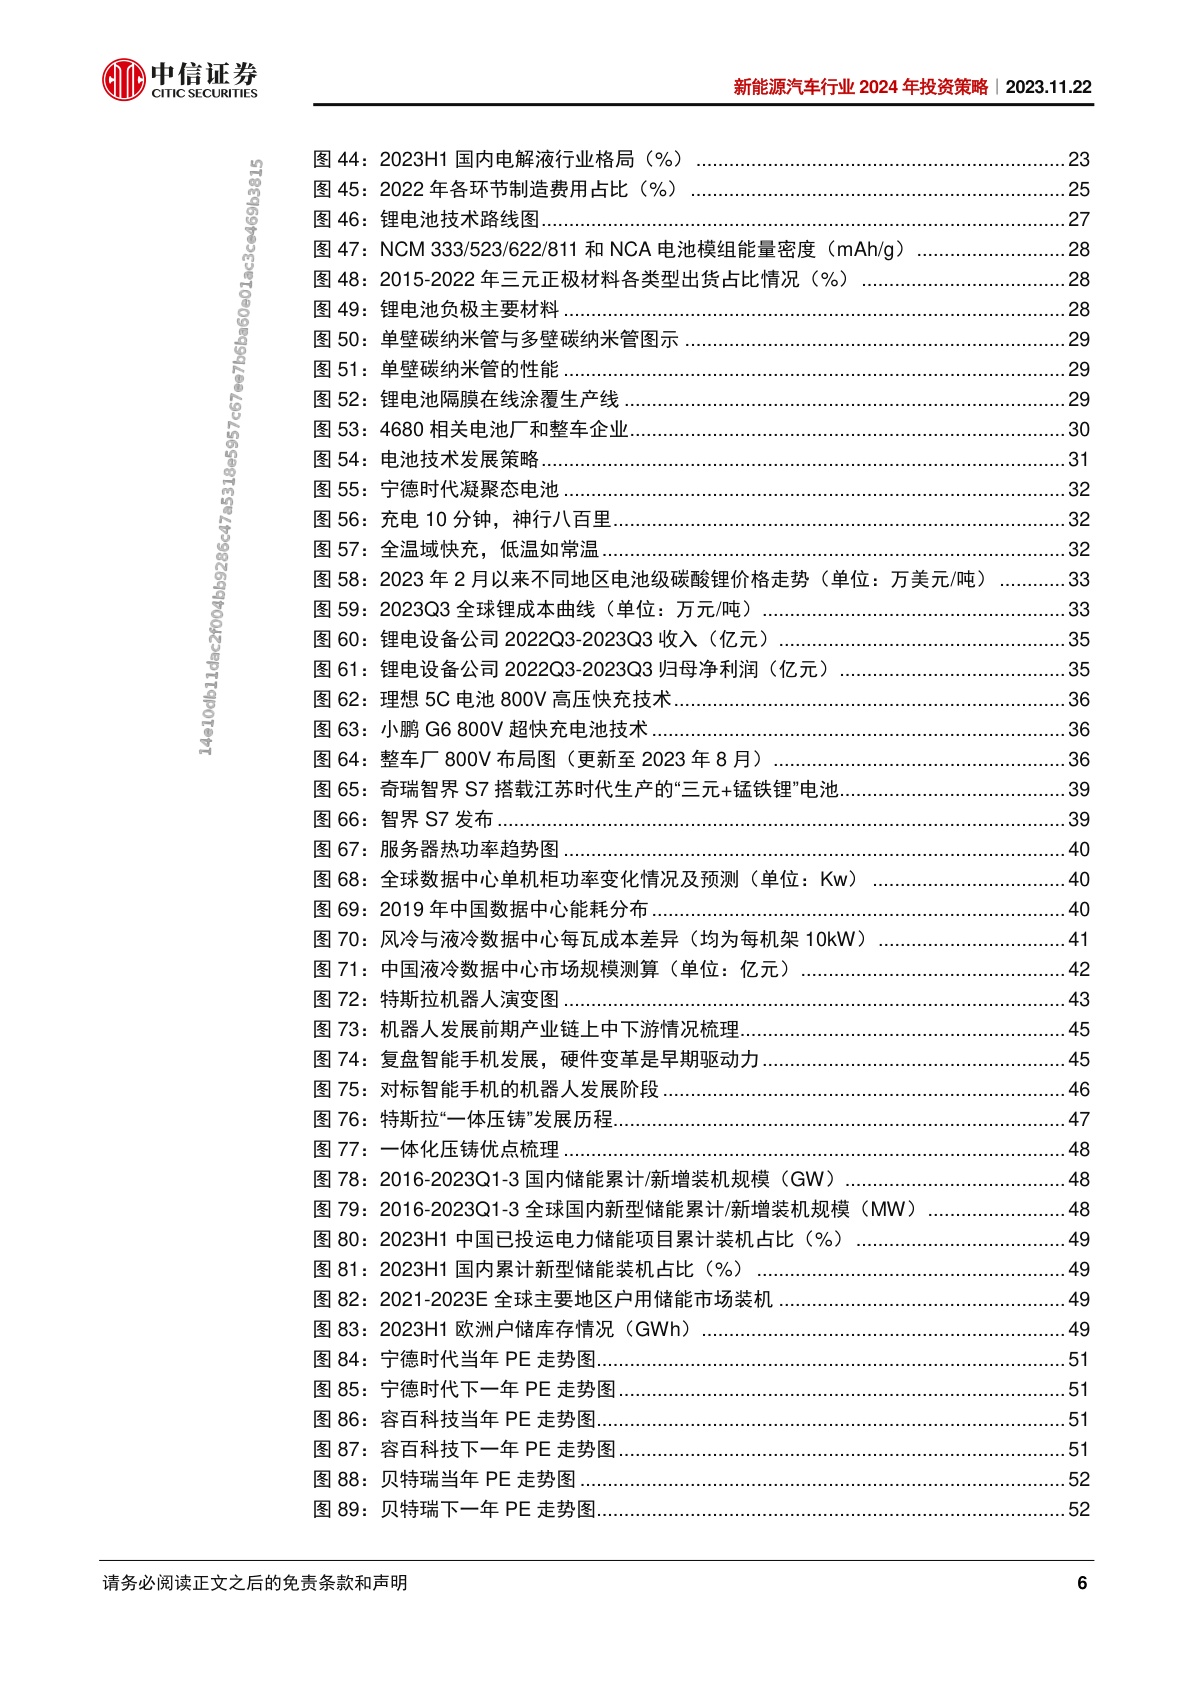 中信证券
CITIC SECURITIES
新能源汽车行业 2024 年投资策略｜2023.11.22
14e10db11dac2f004bb9286c47a5318e5957c67ee7b6ba60e01ac3ce469b3815
图 44：2023H1 国内电解液行业格局（%） ........ 23
图 45：2022 年各环节制造费用占比（%） ........ 25
图 46：锂电池技术路线图........ 27
图 47：NCM 333/523/622/811 和 NCA 电池模组能量密度（mAh/g） ........ 28
图 48：2015-2022 年三元正极材料各类型出货占比情况（%） ........ 28
图 49：锂电池负极主要材料 ........ 28
图 50：单壁碳纳米管与多壁碳纳米管图示 ........ 29
图 51：单壁碳纳米管的性能 ........ 29
图 52：锂电池隔膜在线涂覆生产线 ........ 29
图 53：4680 相关电池厂和整车企业........ 30
图 54：电池技术发展策略........ 31
图 55：宁德时代凝聚态电池 ........ 32
图 56：充电 10 分钟，神行八百里........ 32
图 57：全温域快充，低温如常温........ 32
图 58：2023 年 2 月以来不同地区电池级碳酸锂价格走势（单位：万美元/吨） ........ 33
图 59：2023Q3 全球锂成本曲线（单位：万元/吨） ........ 33
图 60：锂电设备公司 2022Q3-2023Q3 收入（亿元） ........ 35
图 61：锂电设备公司 2022Q3-2023Q3 归母净利润（亿元） ........ 35
图 62：理想 5C 电池 800V 高压快充技术........ 36
图 63：小鹏 G6 800V 超快充电池技术 ........ 36
图 64：整车厂 800V 布局图（更新至 2023 年 8 月） ........ 36
图 65：奇瑞智界 S7 搭载江苏时代生产的“三元+锰铁锂”电池........ 39
图 66：智界 S7 发布 ........ 39
图 67：服务器热功率趋势图 ........ 40
图 68：全球数据中心单机柜功率变化情况及预测（单位：Kw） ........ 40
图 69：2019 年中国数据中心能耗分布 ........ 40
图 70：风冷与液冷数据中心每瓦成本差异（均为每机架 10kW） ........ 41
图 71：中国液冷数据中心市场规模测算（单位：亿元） ........ 42
图 72：特斯拉机器人演变图 ........ 43
图 73：机器人发展前期产业链上中下游情况梳理........ 45
图 74：复盘智能手机发展，硬件变革是早期驱动力........ 45
图 75：对标智能手机的机器人发展阶段 ........ 46
图 76：特斯拉“一体压铸”发展历程........ 47
图 77：一体化压铸优点梳理 ........ 48
图 78：2016-2023Q1-3 国内储能累计/新增装机规模（GW）........ 48
图 79：2016-2023Q1-3 全球国内新型储能累计/新增装机规模（MW） ........ 48
图 80：2023H1 中国已投运电力储能项目累计装机占比（%） ........ 49
图 81：2023H1 国内累计新型储能装机占比（%） ........ 49
图 82：2021-2023E 全球主要地区户用储能市场装机 ........ 49
图 83：2023H1 欧洲户储库存情况（GWh） ........ 49
图 84：宁德时代当年 PE 走势图........ 51
图 85：宁德时代下一年 PE 走势图........ 51
图 86：容百科技当年 PE 走势图........ 51
图 87：容百科技下一年 PE 走势图........ 51
图 88：贝特瑞当年 PE 走势图 ........ 52
图 89：贝特瑞下一年 PE 走势图........ 52
请务必阅读正文之后的免责条款和声明
6